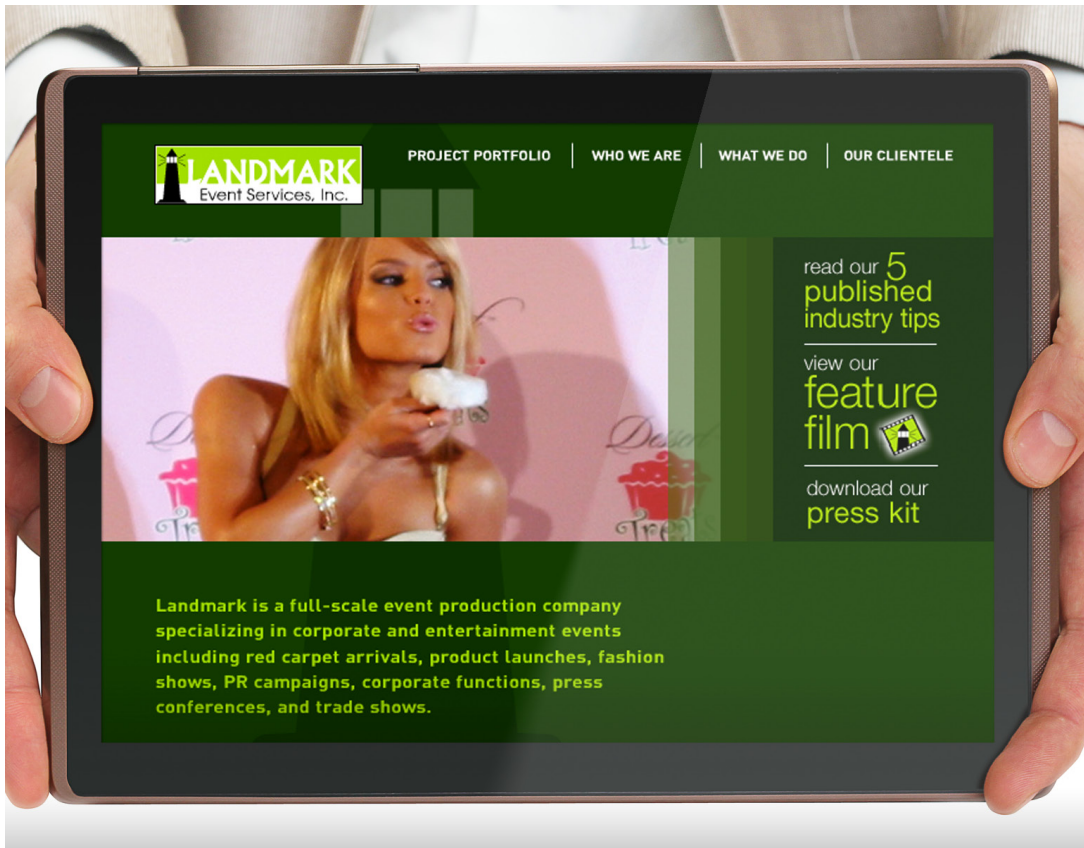 LANDMARK
Event Services, Inc.
PROJECT PORTFOLIO
WHO WE ARE
WHAT WE DO
OUR CLIENTELE
read our 5
published
industry tips
view our
feature
film
download our
press kit
Dessert
Treats
Landmark is a full-scale event production company
specializing in corporate and entertainment events
including red carpet arrivals, product launches, fashion
shows, PR campaigns, corporate functions, press
conferences, and trade shows.